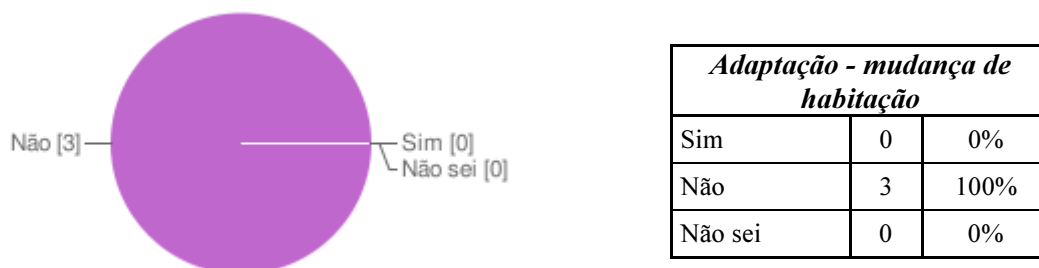 Não [3]
Sim [0]
Não sei [0]
Adaptação - mudança de
habitação
Sim 0 0%
Não 3 100%
Não sei 0 0%